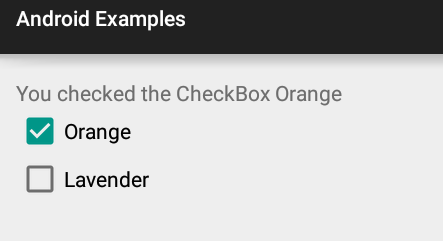 Android Examples
You checked the CheckBox Orange
Orange
Lavender